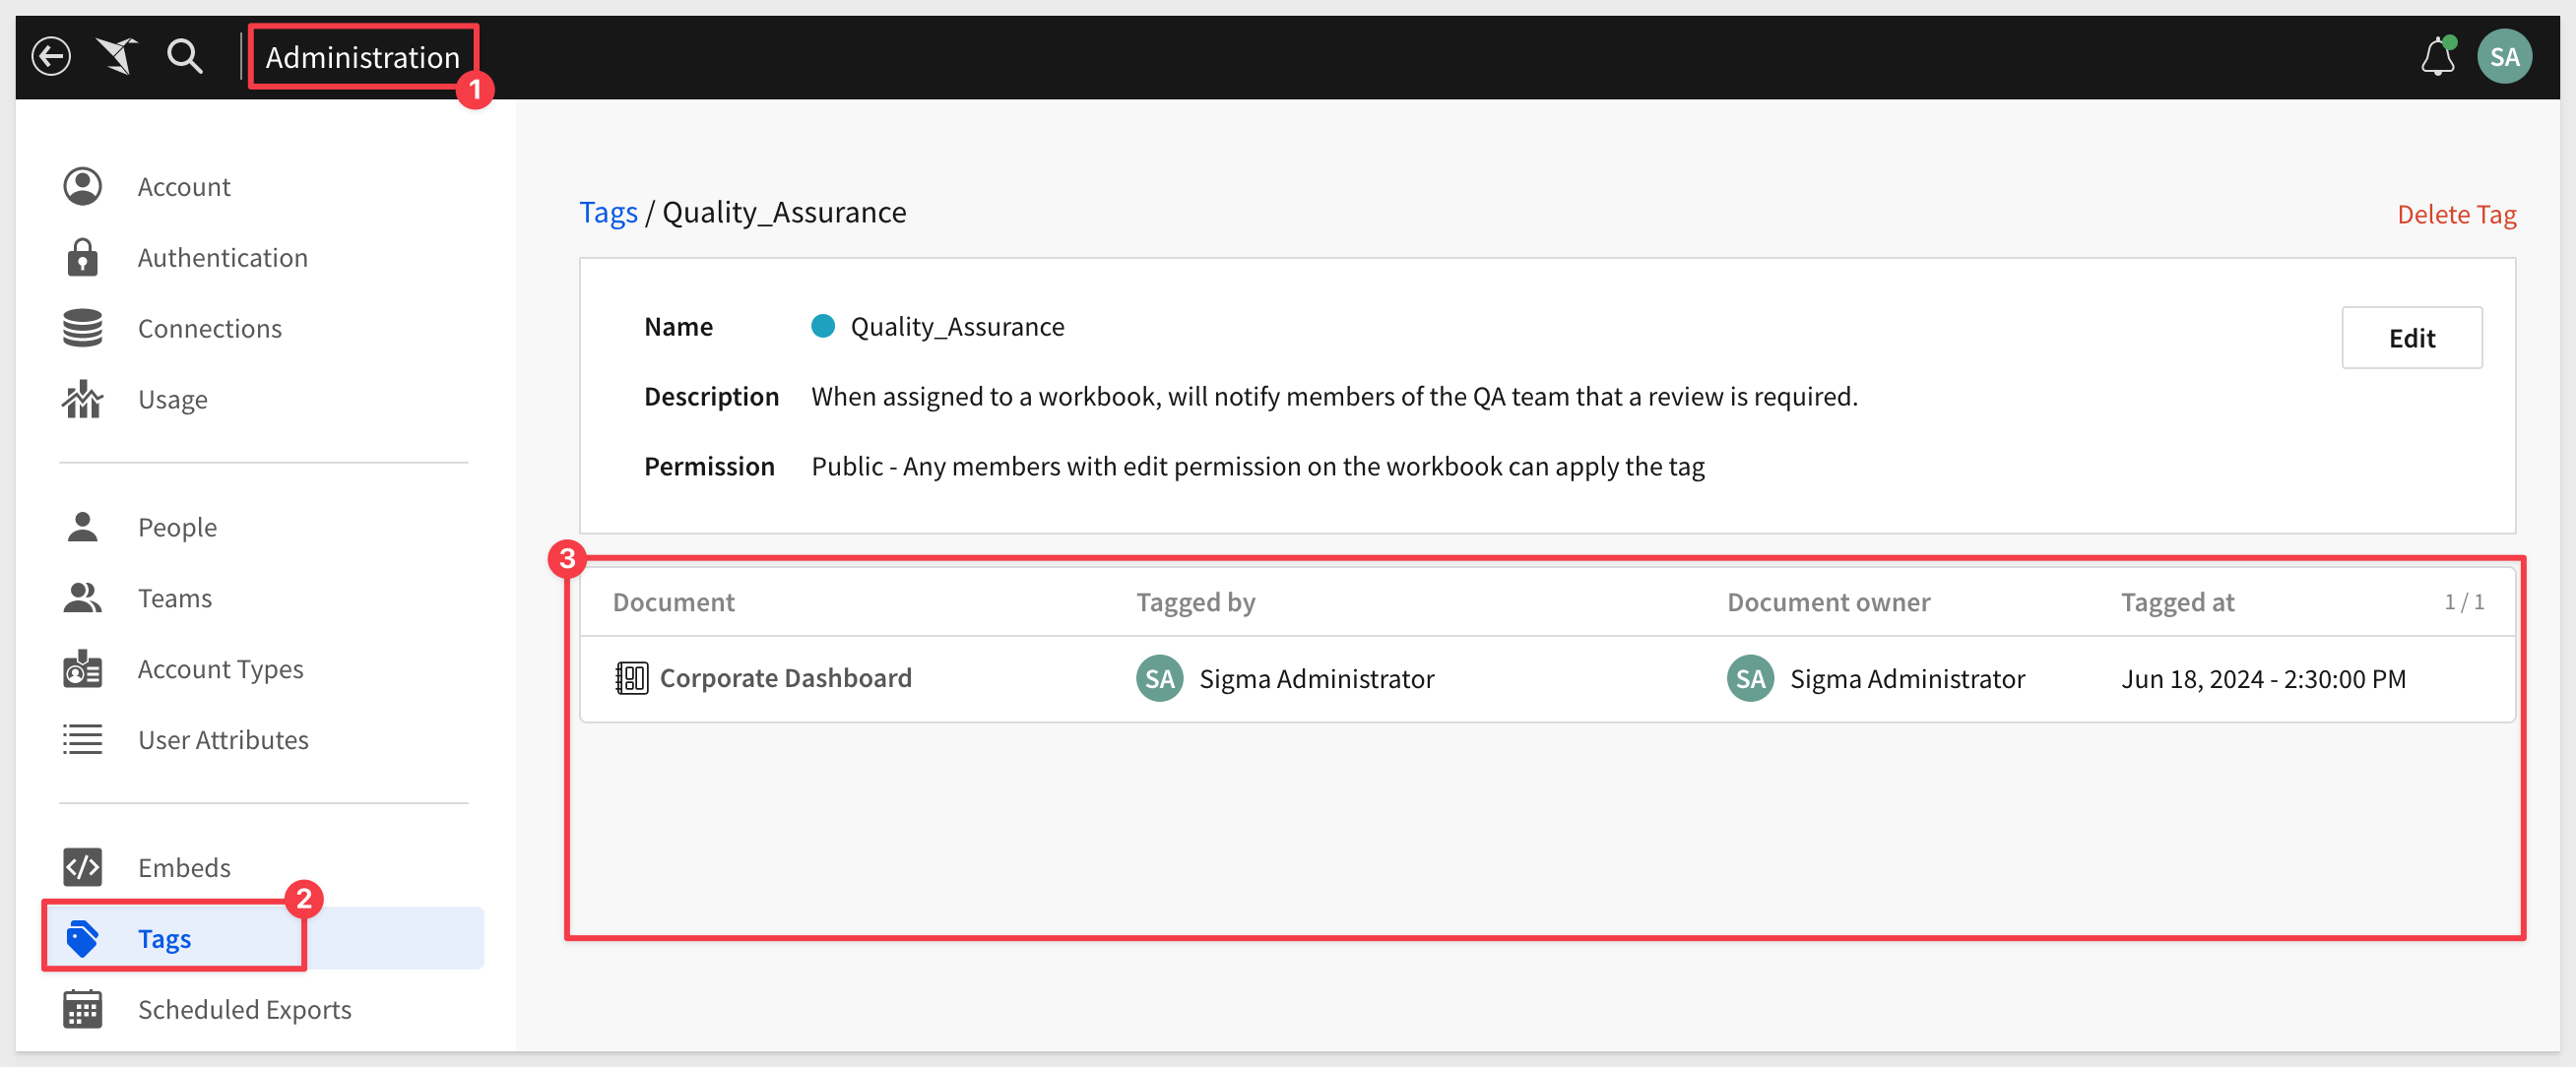 Administration
1
SA
Account
Authentication
Connections
Usage
People
Teams
Account Types
User Attributes
Embeds
2
Tags
Scheduled Exports
Tags / Quality_Assurance
Delete Tag
Name Quality_Assurance
Edit
Description When assigned to a workbook, will notify members of the QA team that a review is required.
Permission Public - Any members with edit permission on the workbook can apply the tag
3
Document Tagged by Document owner Tagged at 1 / 1
Corporate Dashboard SA Sigma Administrator SA Sigma Administrator Jun 18, 2024 - 2:30:00 PM